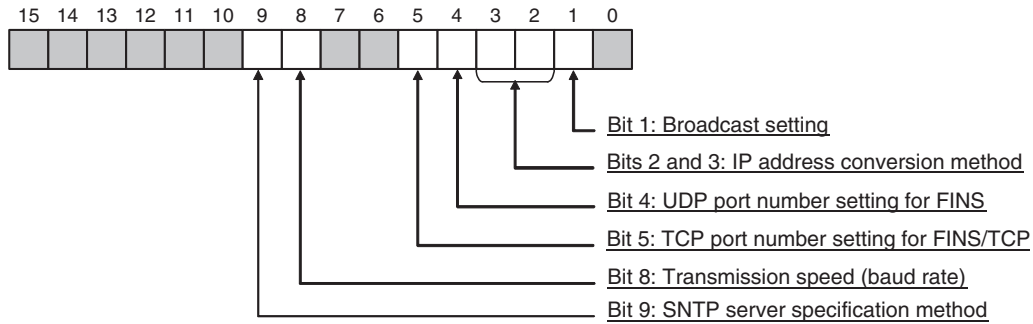 15 14 13 12 11 10 9 8 7 6 5 4 3 2 1 0
Bit 1: Broadcast setting
Bits 2 and 3: IP address conversion method
Bit 4: UDP port number setting for FINS
Bit 5: TCP port number setting for FINS/TCP
Bit 8: Transmission speed (baud rate)
Bit 9: SNTP server specification method